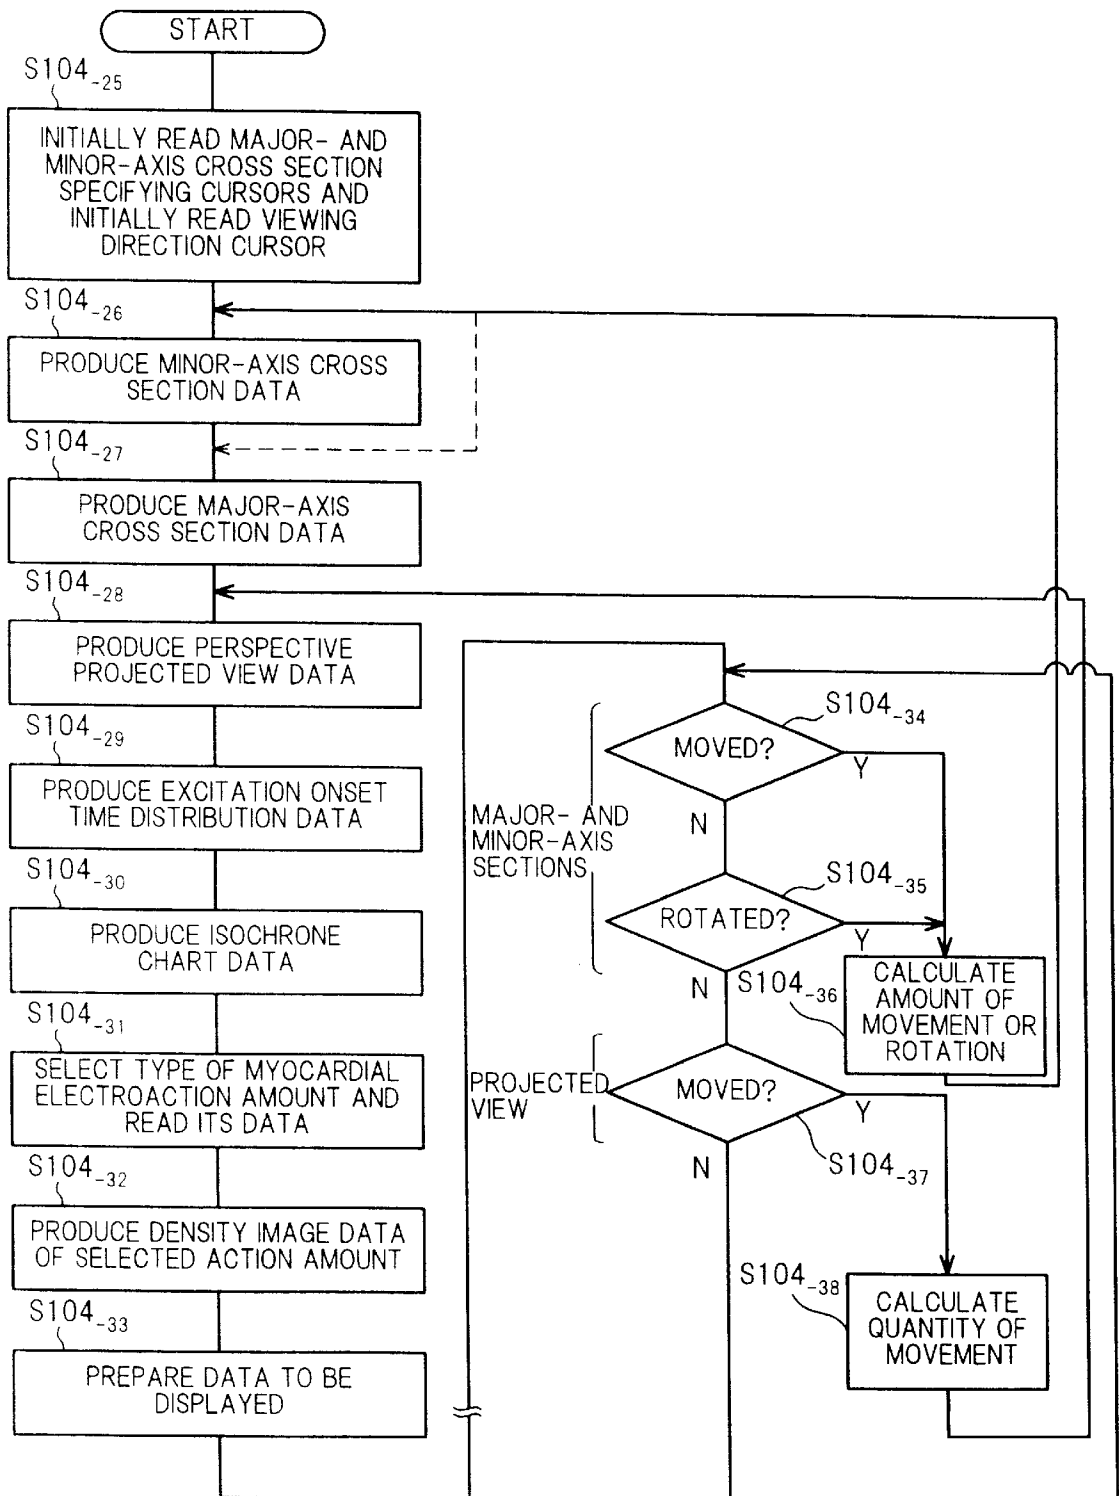 START
S104-25
INITIALLY READ MAJOR- AND
MINOR-AXIS CROSS SECTION
SPECIFYING CURSORS AND
INITIALLY READ VIEWING
DIRECTION CURSOR
S104-26
PRODUCE MINOR-AXIS CROSS
SECTION DATA
S104-27
PRODUCE MAJOR-AXIS
CROSS SECTION DATA
S104-28
PRODUCE PERSPECTIVE
PROJECTED VIEW DATA
S104-29
PRODUCE EXCITATION ONSET
TIME DISTRIBUTION DATA
S104-30
PRODUCE ISOCHRONE
CHART DATA
S104-31
SELECT TYPE OF MYOCARDIAL
ELECTROACTION AMOUNT AND
READ ITS DATA
S104-32
PRODUCE DENSITY IMAGE DATA
OF SELECTED ACTION AMOUNT
S104-33
PREPARE DATA TO BE
DISPLAYED
MAJOR- AND
MINOR-AXIS
SECTIONS
S104-34
MOVED?
Y
N
S104-35
ROTATED?
Y
N
S104-36
CALCULATE
AMOUNT OF
MOVEMENT OR
ROTATION
PROJECTED
VIEW
MOVED?
Y
N
S104-37
S104-38
CALCULATE
QUANTITY OF
MOVEMENT